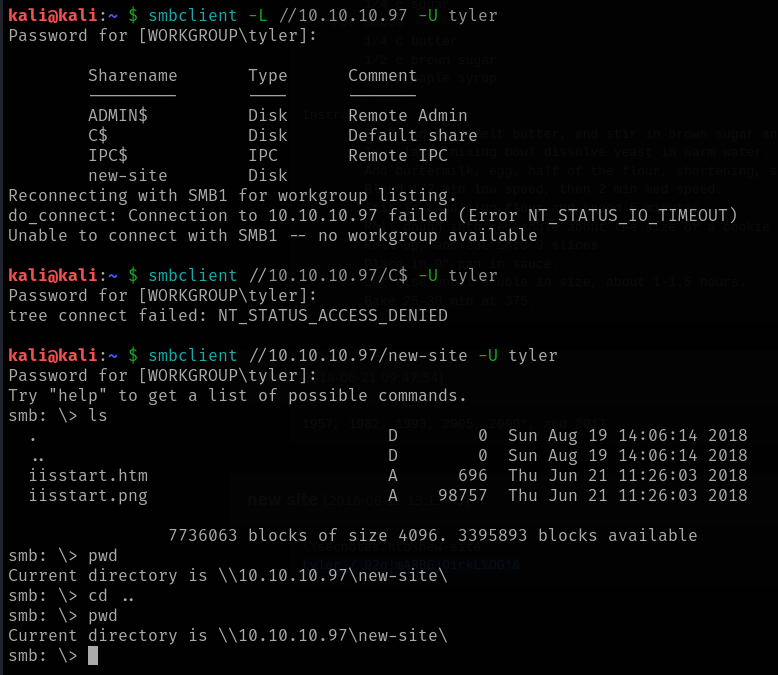 kali@kali:~ $ smbclient -L //10.10.10.97 -U tyler
Password for [WORKGROUP\tyler]:
Sharename Type Comment
--------- ---- -------
ADMIN$ Disk Remote Admin
C$ Disk Default share
IPC$ IPC Remote IPC
new-site Disk
Reconnecting with SMB1 for workgroup listing.
do_connect: Connection to 10.10.10.97 failed (Error NT_STATUS_IO_TIMEOUT)
Unable to connect with SMB1 -- no workgroup available
kali@kali:~ $ smbclient //10.10.10.97/C$ -U tyler
Password for [WORKGROUP\tyler]:
tree connect failed: NT_STATUS_ACCESS_DENIED
kali@kali:~ $ smbclient //10.10.10.97/new-site -U tyler
Password for [WORKGROUP\tyler]:
Try "help" to get a list of possible commands.
smb: \> ls
. D 0 Sun Aug 19 14:06:14 2018
.. D 0 Sun Aug 19 14:06:14 2018
iisstart.htm A 696 Thu Jun 21 11:26:03 2018
iisstart.png A 98757 Thu Jun 21 11:26:03 2018
7736063 blocks of size 4096. 3395893 blocks available
smb: \> pwd
Current directory is \\10.10.10.97\new-site\
smb: \> cd ..
smb: \> pwd
Current directory is \\10.10.10.97\new-site\
smb: \>